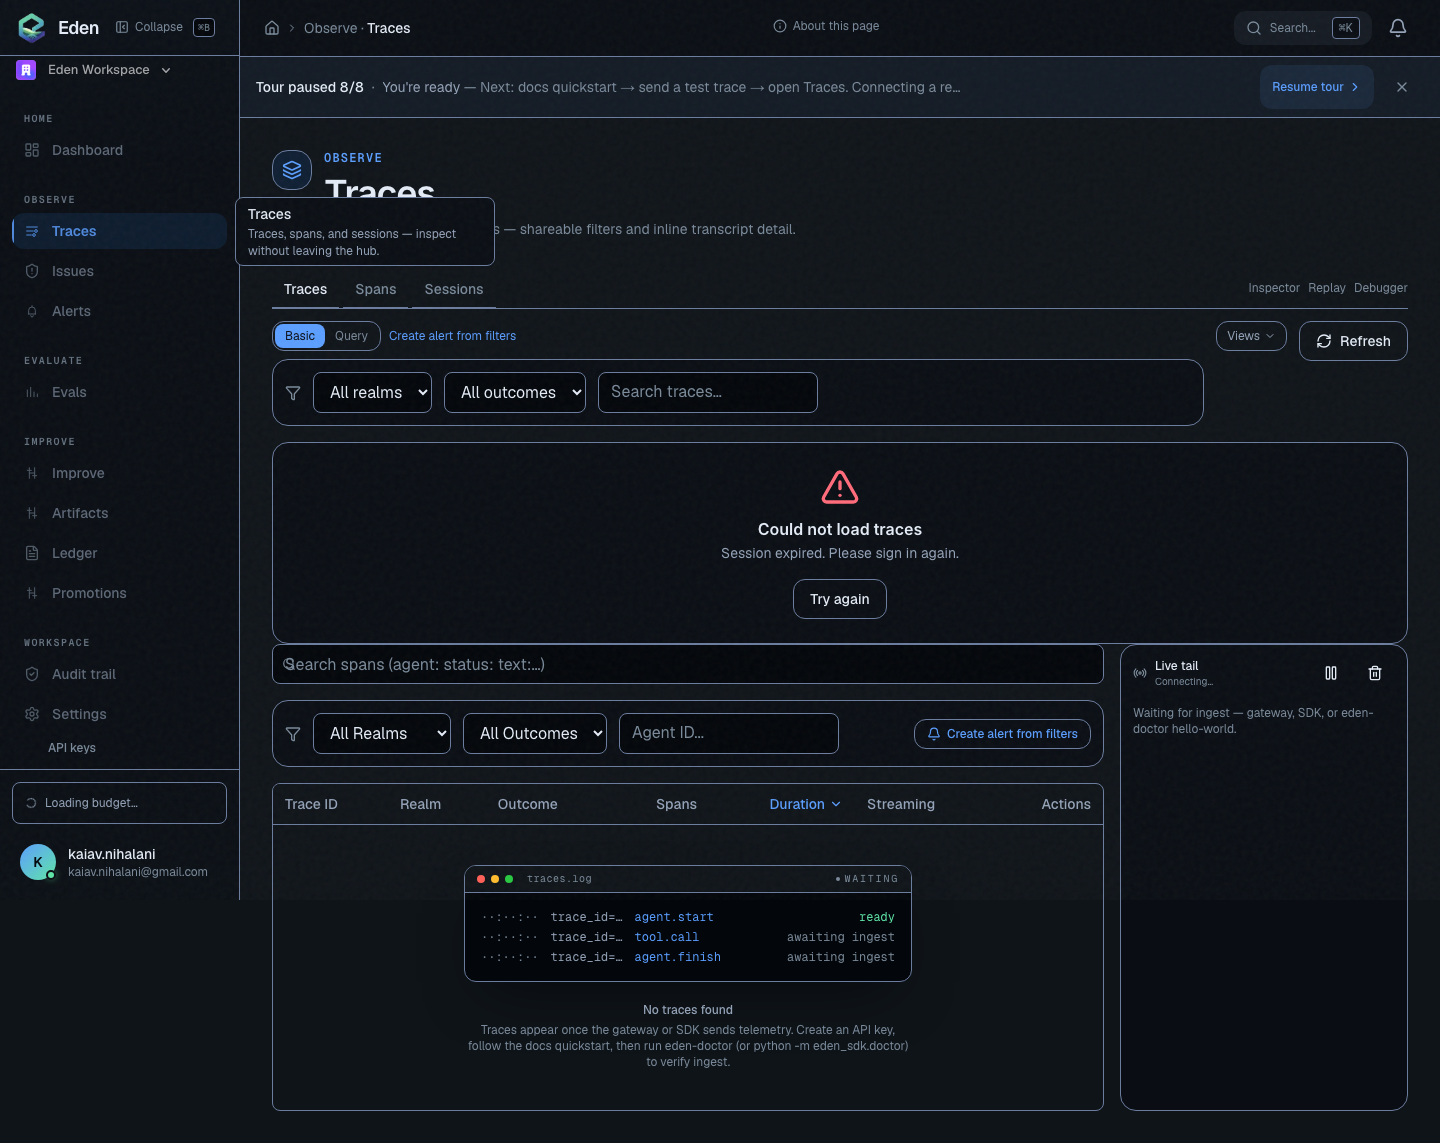 Eden
Collapse
⌘B
Eden Workspace
HOME
Dashboard
OBSERVE
Traces
Issues
Alerts
EVALUATE
Evals
IMPROVE
Improve
Artifacts
Ledger
Promotions
WORKSPACE
Audit trail
Settings
API keys
Loading budget…
K
kaiav.nihalani
kaiav.nihalani@gmail.com
Observe · Traces
About this page
Search…
⌘K
Tour paused 8/8 · You're ready — Next: docs quickstart → send a test trace → open Traces. Connecting a re…
Resume tour
OBSERVE
Traces
Traces
Traces, spans, and sessions — inspect
without leaving the hub.
s — shareable filters and inline transcript detail.
Traces
Spans
Sessions
Inspector
Replay
Debugger
Basic
Query
Create alert from filters
Views
Refresh
All realms
All outcomes
Search traces…
Could not load traces
Session expired. Please sign in again.
Try again
Search spans (agent: status: text:…)
All Realms
All Outcomes
Agent ID…
Create alert from filters
Live tail
Connecting…
Waiting for ingest — gateway, SDK, or eden-
doctor hello-world.
Trace ID
Realm
Outcome
Spans
Duration
Streaming
Actions
traces.log
WAITING
··:··:·· trace_id=… agent.start ready
··:··:·· trace_id=… tool.call awaiting ingest
··:··:·· trace_id=… agent.finish awaiting ingest
No traces found
Traces appear once the gateway or SDK sends telemetry. Create an API key,
follow the docs quickstart, then run eden-doctor (or python -m eden_sdk.doctor)
to verify ingest.